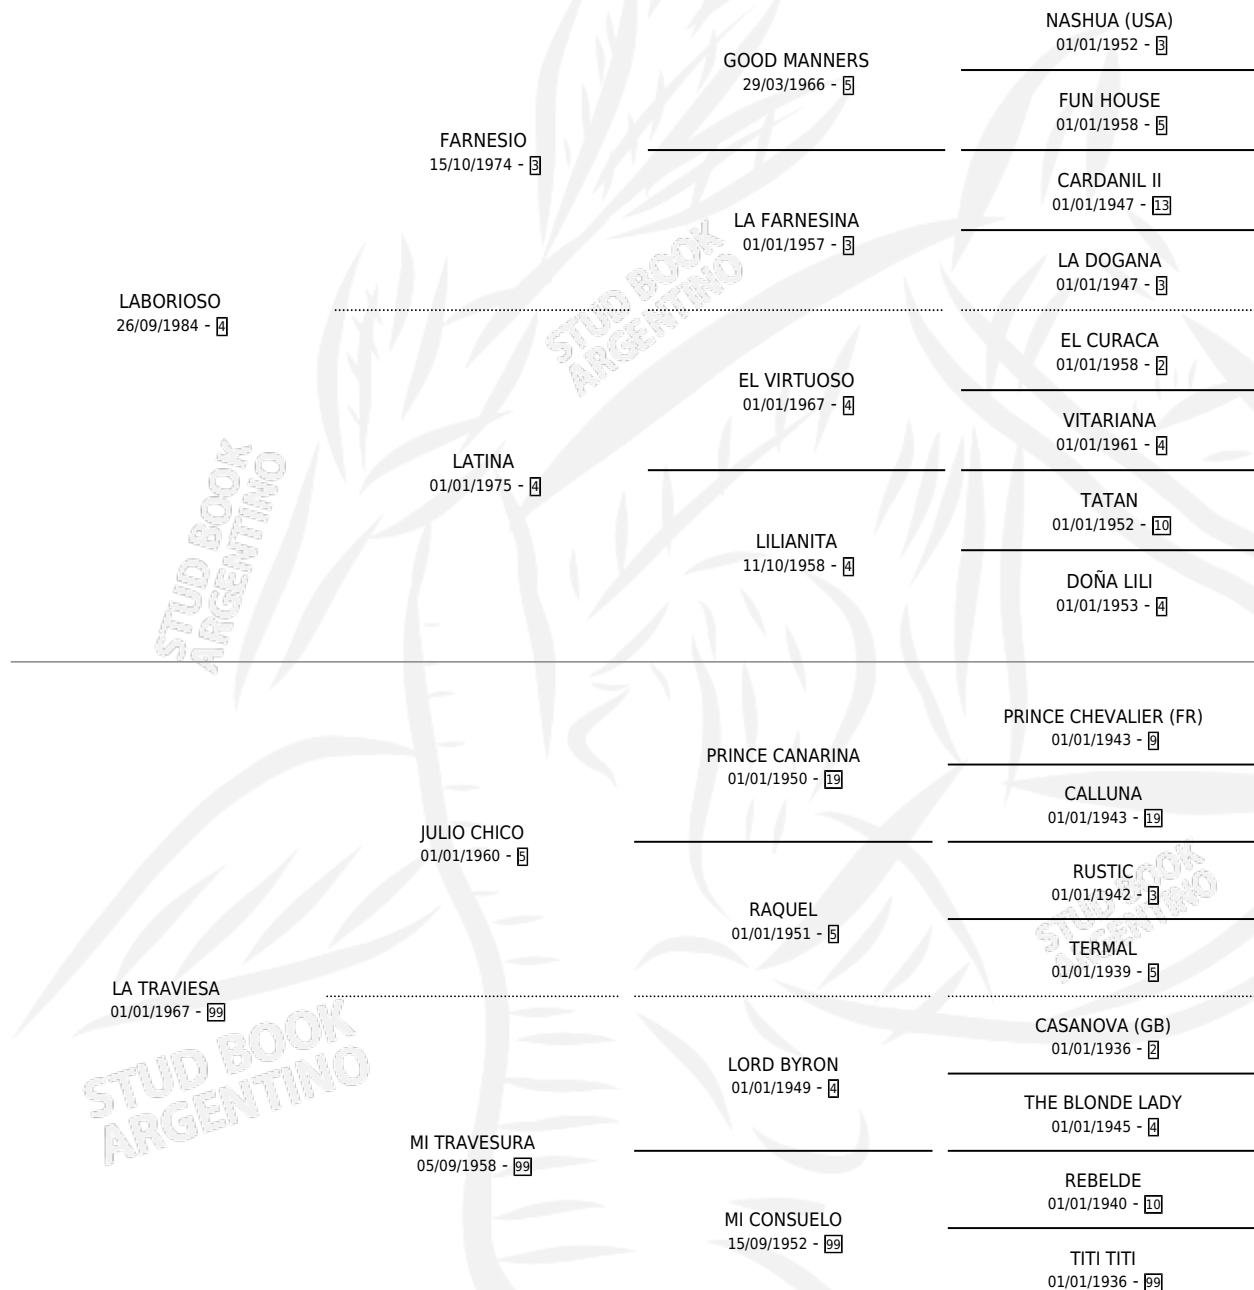 NASHUA (USA)
01/01/1952 - 3
GOOD MANNERS
29/03/1966 - 5
FUN HOUSE
01/01/1958 - 5
FARNESIO
15/10/1974 - 3
CARDANIL II
01/01/1947 - 13
LA FARNESINA
01/01/1957 - 3
LA DOGANA
01/01/1947 - 3
LABORIOSO
26/09/1984 - 4
EL CURACA
01/01/1958 - 2
EL VIRTUOSO
01/01/1967 - 4
VITARIANA
01/01/1961 - 4
LATINA
01/01/1975 - 4
TATAN
01/01/1952 - 10
LILIANITA
11/10/1958 - 4
DOÑA LILI
01/01/1953 - 4
PRINCE CHEVALIER (FR)
01/01/1943 - 9
PRINCE CANARINA
01/01/1950 - 19
CALLUNA
01/01/1943 - 19
JULIO CHICO
01/01/1960 - 5
RUSTIC
01/01/1942 - 3
RAQUEL
01/01/1951 - 5
TERMAL
01/01/1939 - 5
LA TRAVIESA
01/01/1967 - 99
CASANOVA (GB)
01/01/1936 - 2
LORD BYRON
01/01/1949 - 4
THE BLONDE LADY
01/01/1945 - 4
MI TRAVESURA
05/09/1958 - 99
REBELDE
01/01/1940 - 10
MI CONSUELO
15/09/1952 - 99
TITI TITI
01/01/1936 - 99
STUD BOOK
ARGENTINO
STUD BOOK
ARGENTINO
STUD BOOK
ARGENTINO
STUD BOOK
ARGENTINO